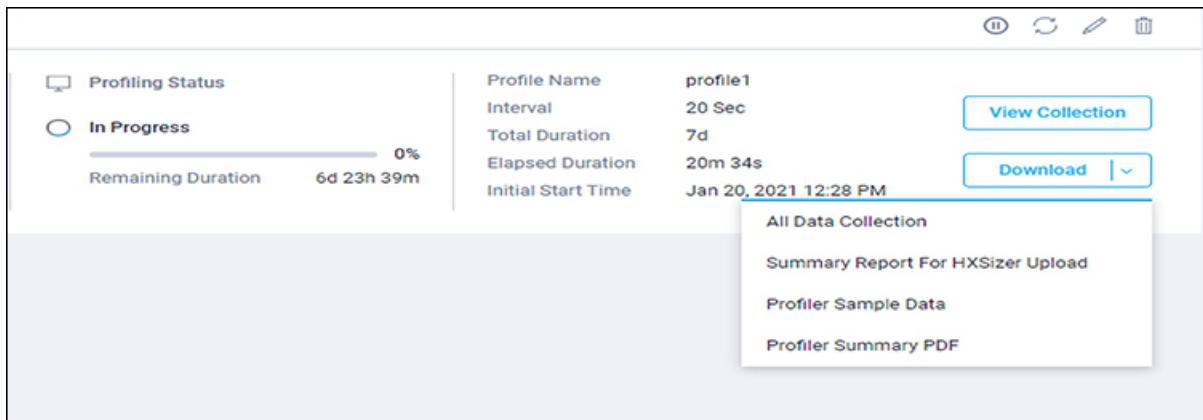 Profiling Status
In Progress
0%
Remaining Duration 6d 23h 39m
Profile Name profile1
Interval 20 Sec
Total Duration 7d
Elapsed Duration 20m 34s
Initial Start Time Jan 20, 2021 12:28 PM
View Collection
Download
All Data Collection
Summary Report For HXSizer Upload
Profiler Sample Data
Profiler Summary PDF